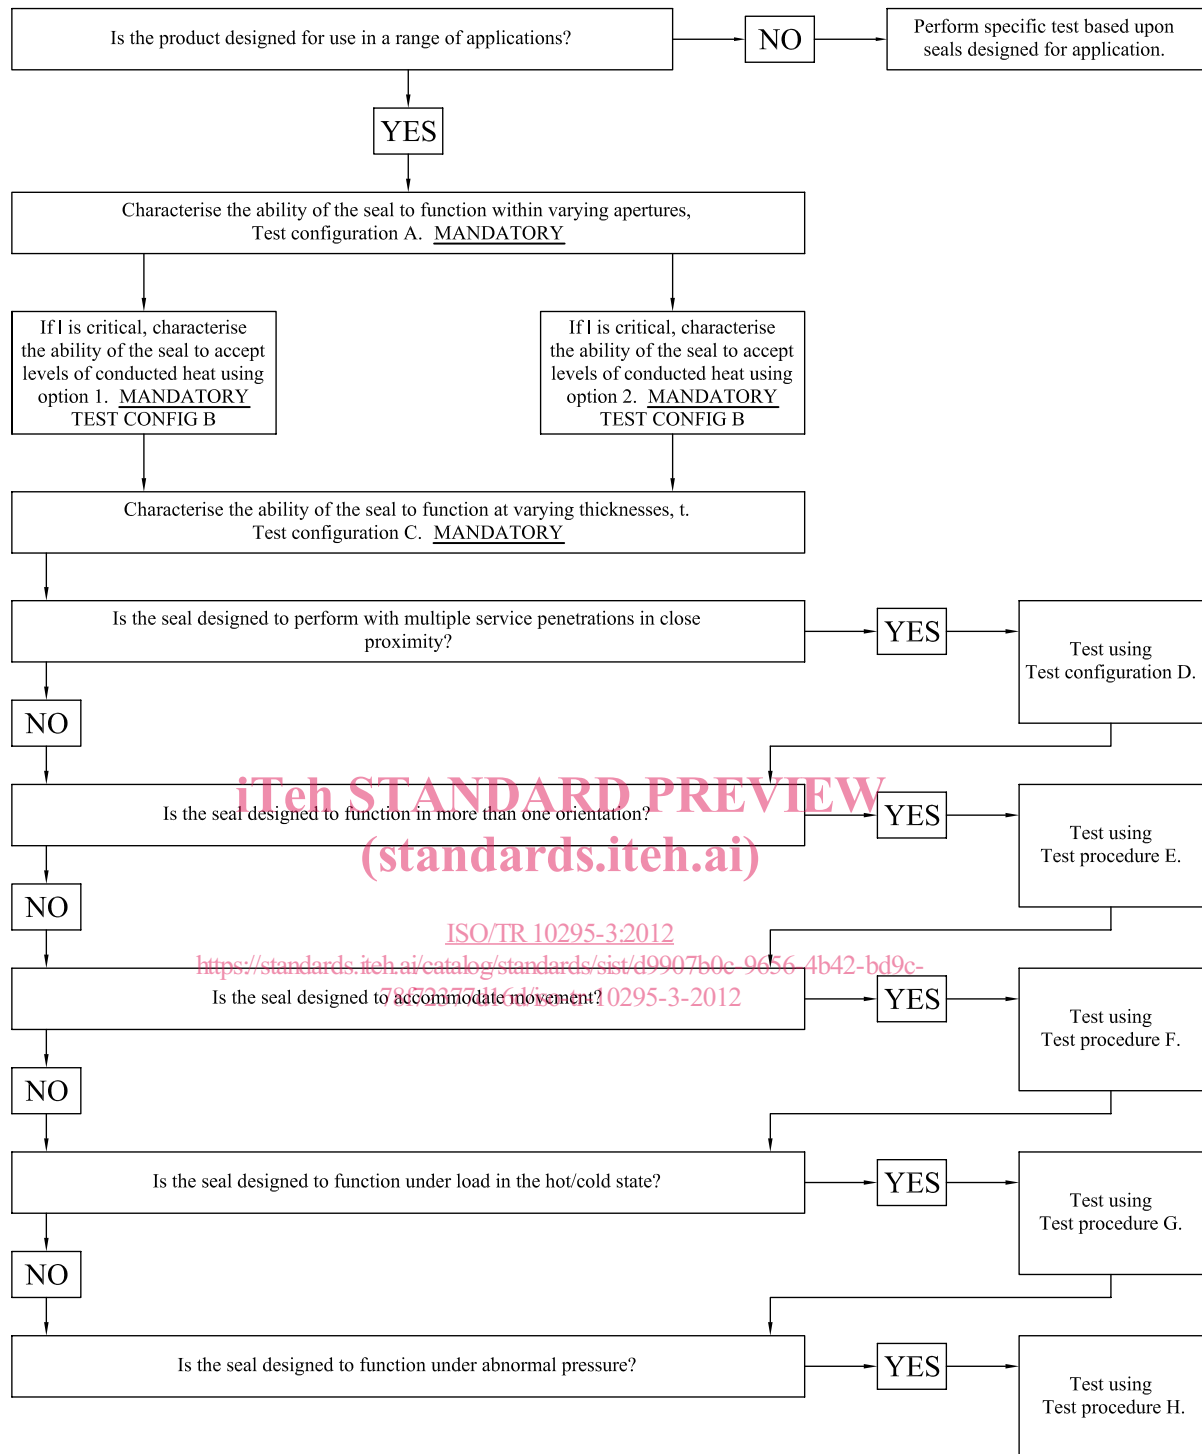 Is the product designed for use in a range of applications?
NO
Perform specific test based upon
seals designed for application.
YES
Characterise the ability of the seal to function within varying apertures,
Test configuration A. MANDATORY
If I is critical, characterise
the ability of the seal to accept
levels of conducted heat using
option 1. MANDATORY
TEST CONFIG B
If I is critical, characterise
the ability of the seal to accept
levels of conducted heat using
option 2. MANDATORY
TEST CONFIG B
Characterise the ability of the seal to function at varying thicknesses, t.
Test configuration C. MANDATORY
Is the seal designed to perform with multiple service penetrations in close
proximity?
YES
Test using
Test configuration D.
NO
iTeh STANDARD PREVIEW
Is the seal designed to function in more than one orientation?
YES
Test using
Test procedure E.
(standards.iteh.ai)
NO
ISO/TR 10295-3:2012
https://standards.iteh.ai/catalog/standards/sist/d9907b0c-9656-4b42-bd9c-
78f72377d16d/iso-tr-10295-3-2012
Is the seal designed to accommodate movement?
YES
Test using
Test procedure F.
NO
Is the seal designed to function under load in the hot/cold state?
YES
Test using
Test procedure G.
NO
Is the seal designed to function under abnormal pressure?
YES
Test using
Test procedure H.